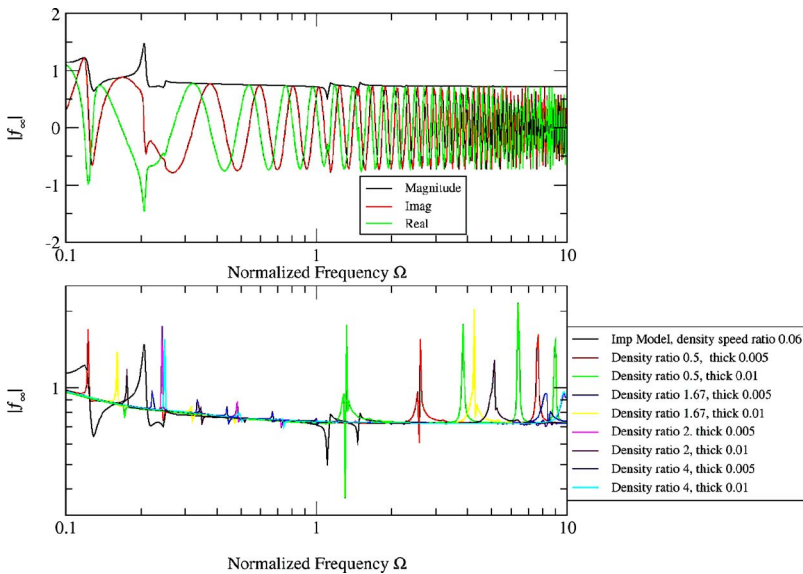 2
1
0
-1
-2
|f∞|
Magnitude
Imag
Real
0.1
1
10
Normalized Frequency Ω
1
|f∞|
0.1
1
10
Normalized Frequency Ω
Imp Model, density speed ratio 0.06
Density ratio 0.5, thick 0.005
Density ratio 0.5, thick 0.01
Density ratio 1.67, thick 0.005
Density ratio 1.67, thick 0.01
Density ratio 2. thick 0.005
Density ratio 2, thick 0.01
Density ratio 4, thick 0.005
Density ratio 4, thick 0.01